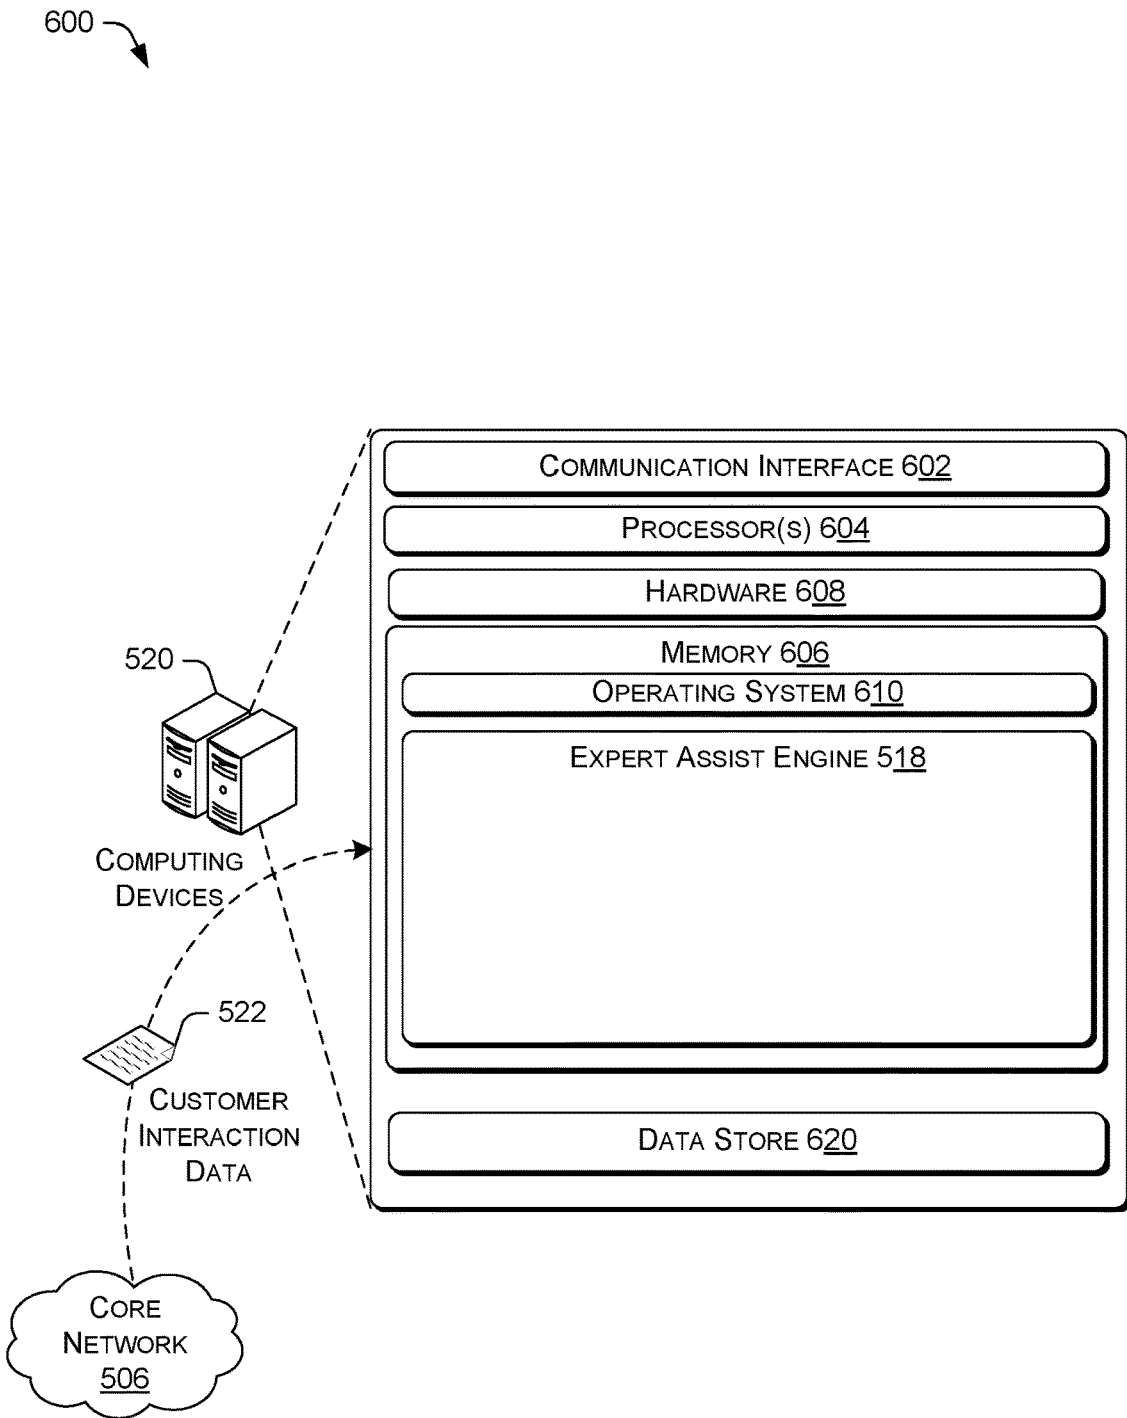 600
COMMUNICATION INTERFACE 602
PROCESSOR(S) 604
HARDWARE 608
MEMORY 606
OPERATING SYSTEM 610
EXPERT ASSIST ENGINE 518
DATA STORE 620
520
COMPUTING
DEVICES
522
CUSTOMER
INTERACTION
DATA
CORE
NETWORK
506